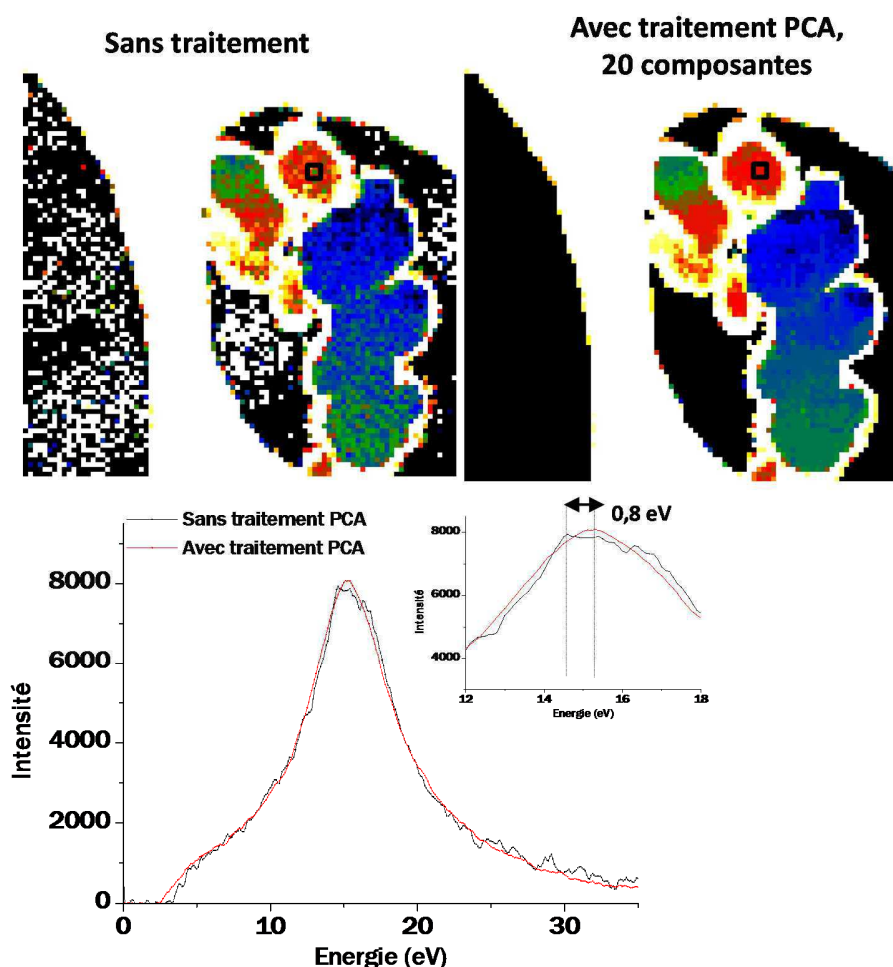 Sans traitement
Avec traitement PCA,
20 composantes
Sans traitement PCA
Avec traitement PCA
8000
6000
4000
2000
0
Intensité
0
10
20
30
Energie (eV)
0,8 eV
8000
6000
4000
Intensité
12
14
16
18
Energie (eV)